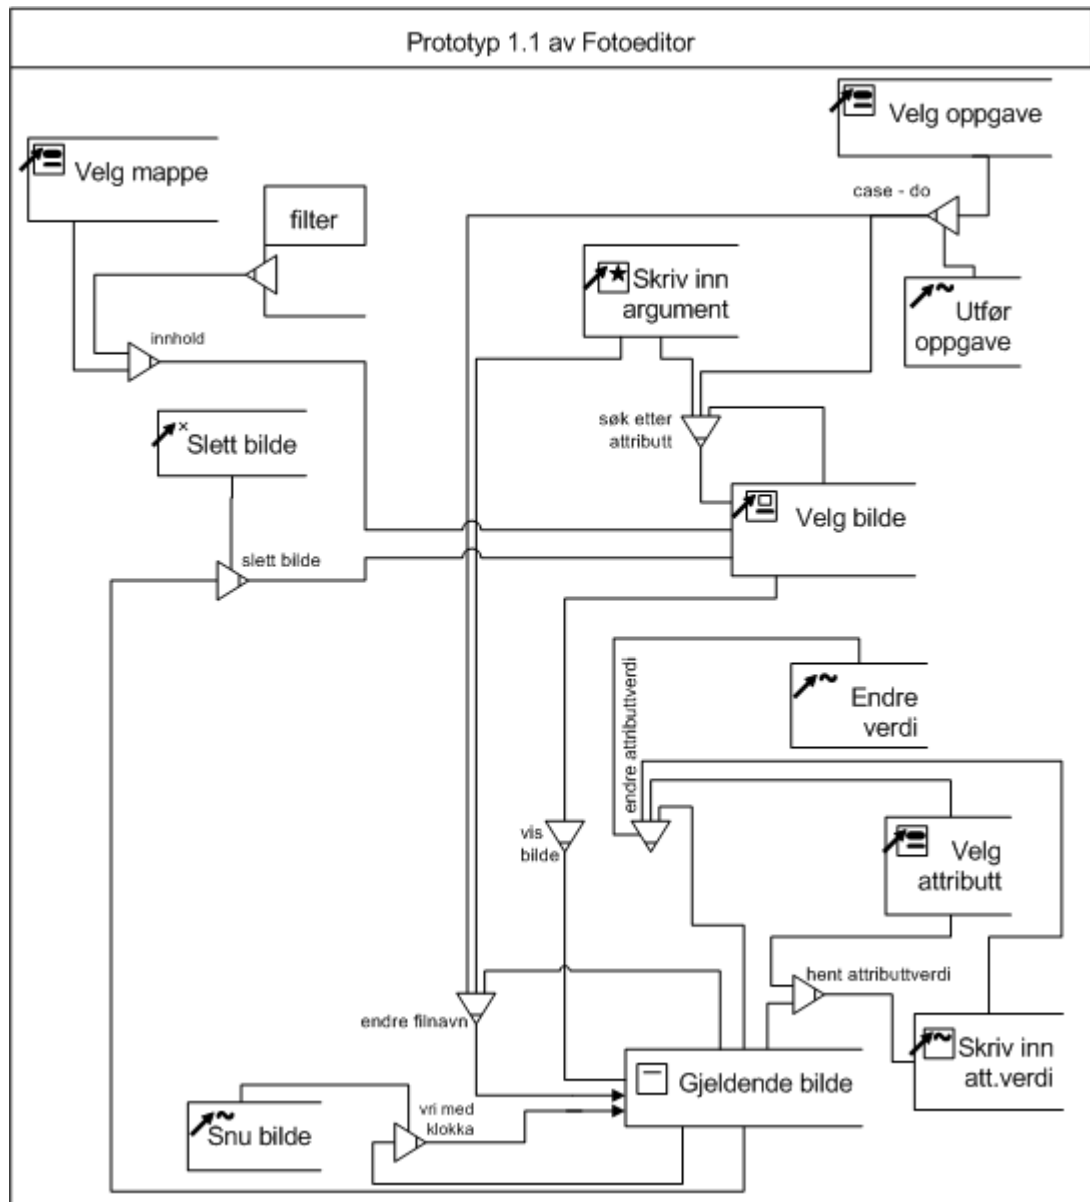 Prototyp 1.1 av Fotoeditor
Velg oppgave
Velg mappe
case - do
filter
Skriv inn
argument
Utfør
oppgave
innhold
Slett bilde
søk etter
attributt
Velg bilde
slett bilde
endre attributtverdi
Endre
verdi
vis
bilde
Velg
attributt
hent attributtverdi
endre filnavn
Skriv inn
att.verdi
Gjeldende bilde
vri med
klokka
Snu bilde